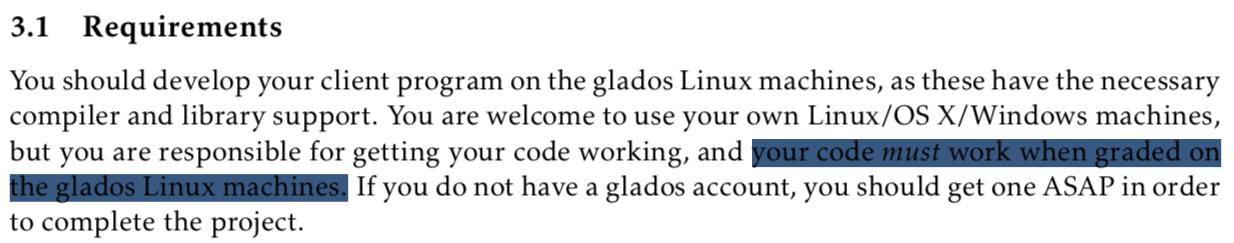 3.1 Requirements
You should develop your client program on the glados Linux machines, as these have the necessary
compiler and library support. You are welcome to use your own Linux/OS X/Windows machines,
but you are responsible for getting your code working, and your code must work when graded on
the glados Linux machines. If you do not have a glados account, you should get one ASAP in order
to complete the project.